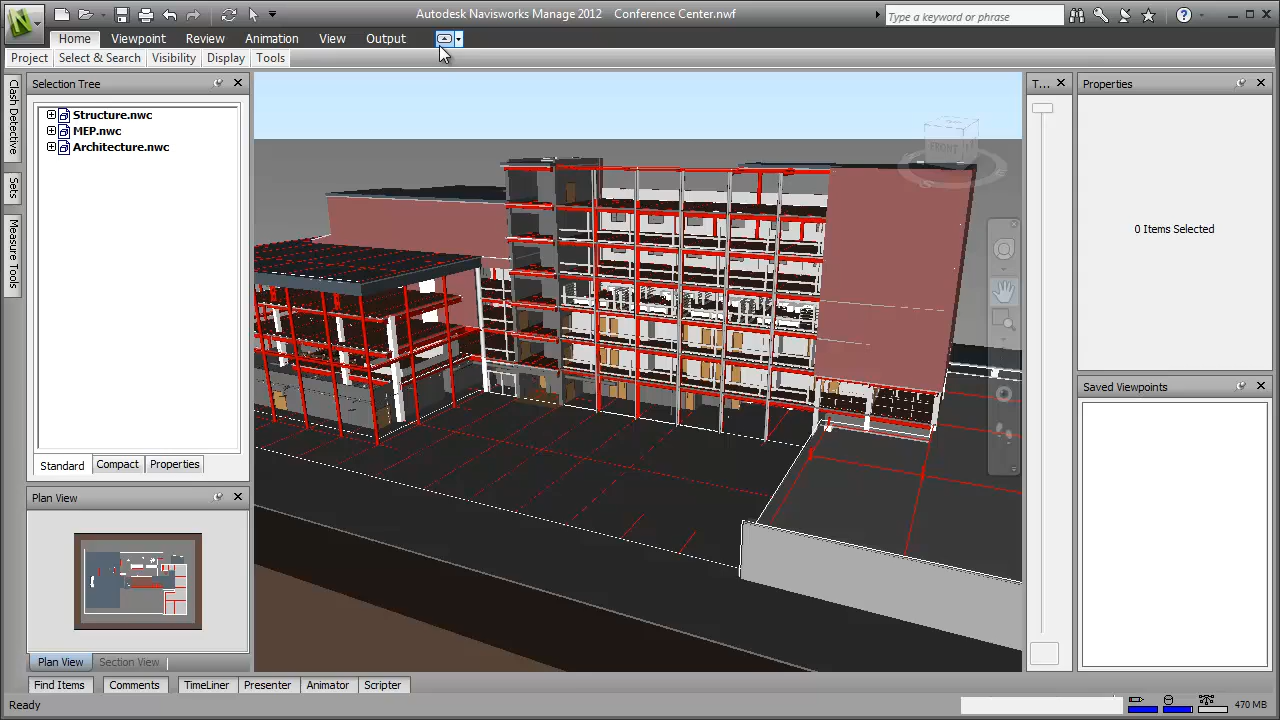 Autodesk Navisworks Manage 2012 Conference Center.nwf
Type a keyword or phrase
Home Viewpoint Review Animation View Output
Project Select & Search Visibility Display Tools
Clash Detective
Sets
Measure Tools
Selection Tree
Structure.nwc
MEP.nwc
Architecture.nwc
Standard Compact Properties
Plan View
Plan View Section View
FRONT
T...
Properties
0 Items Selected
Saved Viewpoints
Find Items Comments TimeLiner Presenter Animator Scripter
Ready
470 MB